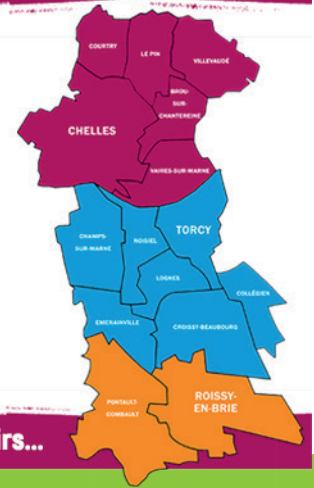 COURTRY
LE PIN
VILLEVAUDÉ
BROU-
SUR-
CHANTEREINE
CHELLES
VAIRES-SUR-MARNE
CHAMPS-
SUR-MARNE
NOISIEL
TORCY
LOGNES
COLLÉGIEN
EMERAINVILLE
CROISSY-BEAUBOURG
PONTAULT-
COMBAULT
ROISSY-
EN-BRIE
irs...